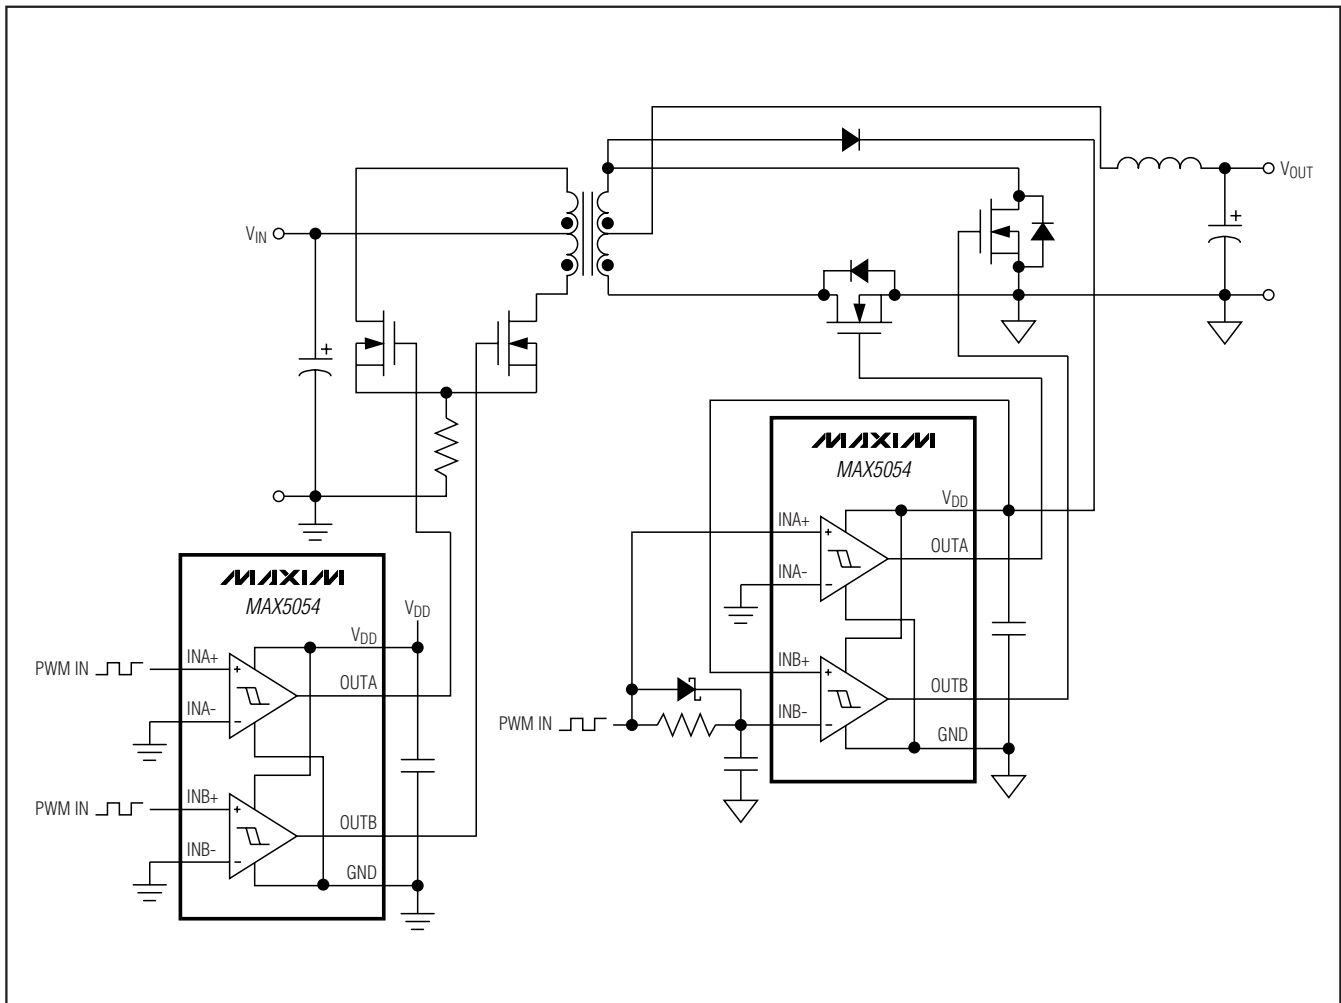 VIN
VOUT
+
+
MAXIM
MAX5054
VDD
INA+
+
OUTA
INA-
-
INB+
+
OUTB
INB-
-
GND
PWM IN
MAXIM
MAX5054
VDD
VDD
PWM IN
INA+
+
OUTA
INA-
-
PWM IN
INB+
+
OUTB
INB-
-
GND